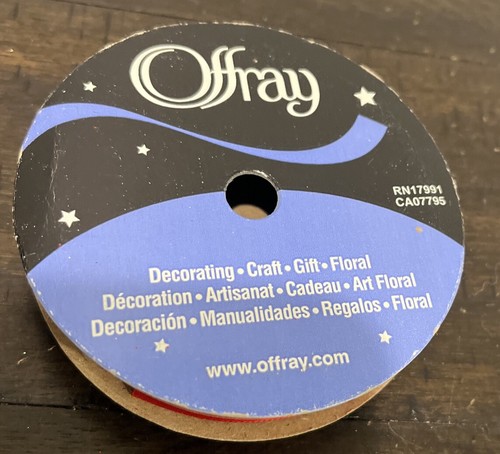 Offray
RN17991
CA07795
Decorating • Craft • Gift • Floral
Décoration • Artisanat • Cadeau • Art Floral
Decoración • Manualidades • Regalos • Floral
www.offray.com